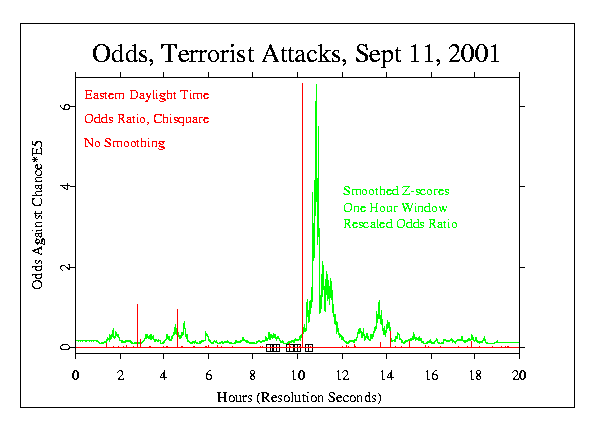 Odds, Terrorist Attacks, Sept 11, 2001
Eastern Daylight Time
Odds Ratio, Chisquare
No Smoothing
Smoothed Z-scores
One Hour Window
Rescaled Odds Ratio
Odds Against Chance*E5
6
4
2
0
0 2 4 6 8 10 12 14 16 18 20
Hours (Resolution Seconds)